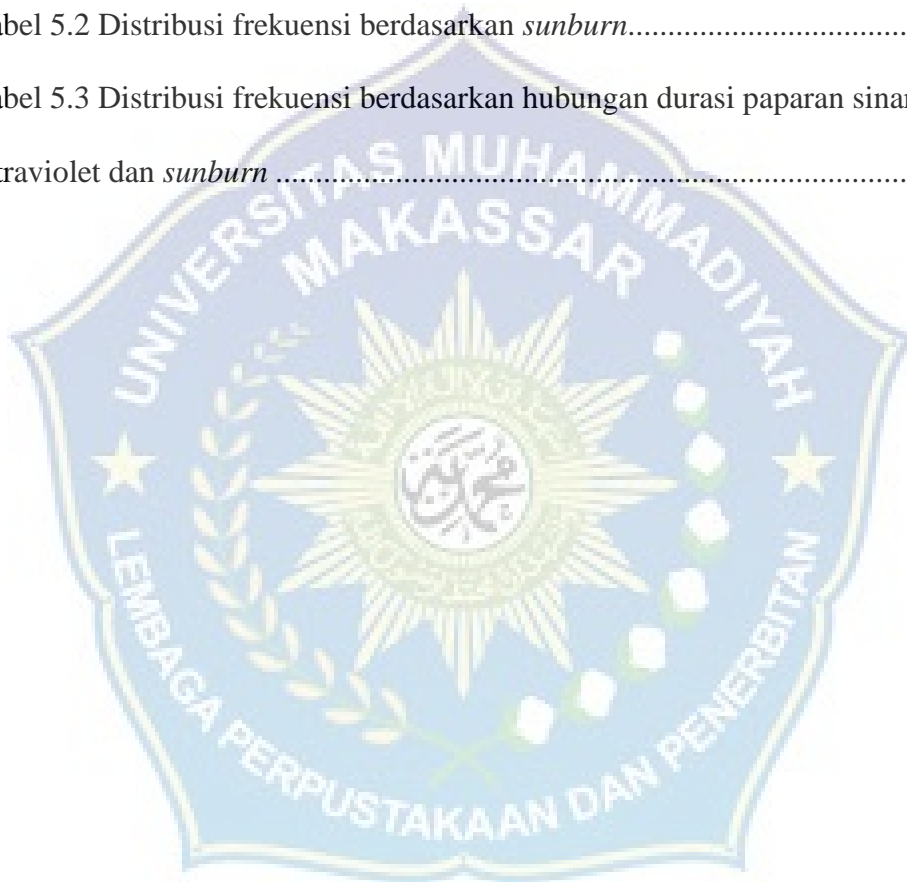 abel 5.2 Distribusi frekuensi berdasarkan sunburn..................................
abel 5.3 Distribusi frekuensi berdasarkan hubungan durasi paparan sinar
traviolet dan sunburn ....................................................................................
UNIVERSITAS MUHAMMADIYAH
MAKASSAR
LEMBAGA PERPUSTAKAAN DAN PENERBITAN